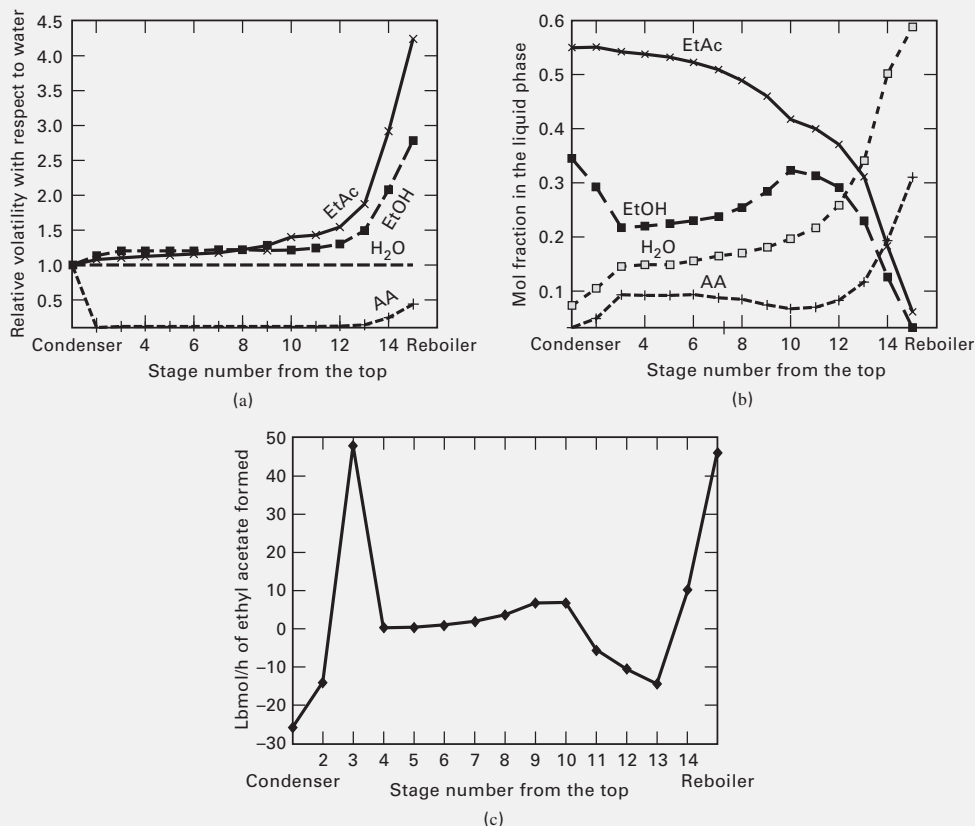 Relative volatility with respect to water
4.5
4.0
3.5
3.0
2.5
2.0
1.5
1.0
0.5
EtAc
EtOH
H2O
AA
Condenser 4 6 8 10 12 14 Reboiler
Stage number from the top
(a)
Mol fraction in the liquid phase
0.6
0.5
0.4
0.3
0.2
0.1
EtAc
EtOH
H2O
AA
Condenser 4 6 8 10 12 14 Reboiler
Stage number from the top
(b)
Lbmol/h of ethyl acetate formed
50
40
30
20
10
0
–10
–20
–30
2 3 4 5 6 7 8 9 10 11 12 13 14
Condenser Reboiler
Stage number from the top
(c)